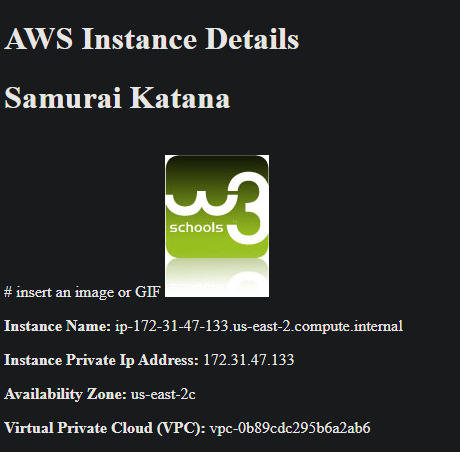 AWS Instance Details
Samurai Katana
w3
schools
# insert an image or GIF
Instance Name: ip-172-31-47-133.us-east-2.compute.internal
Instance Private Ip Address: 172.31.47.133
Availability Zone: us-east-2c
Virtual Private Cloud (VPC): vpc-0b89cdc295b6a2ab6